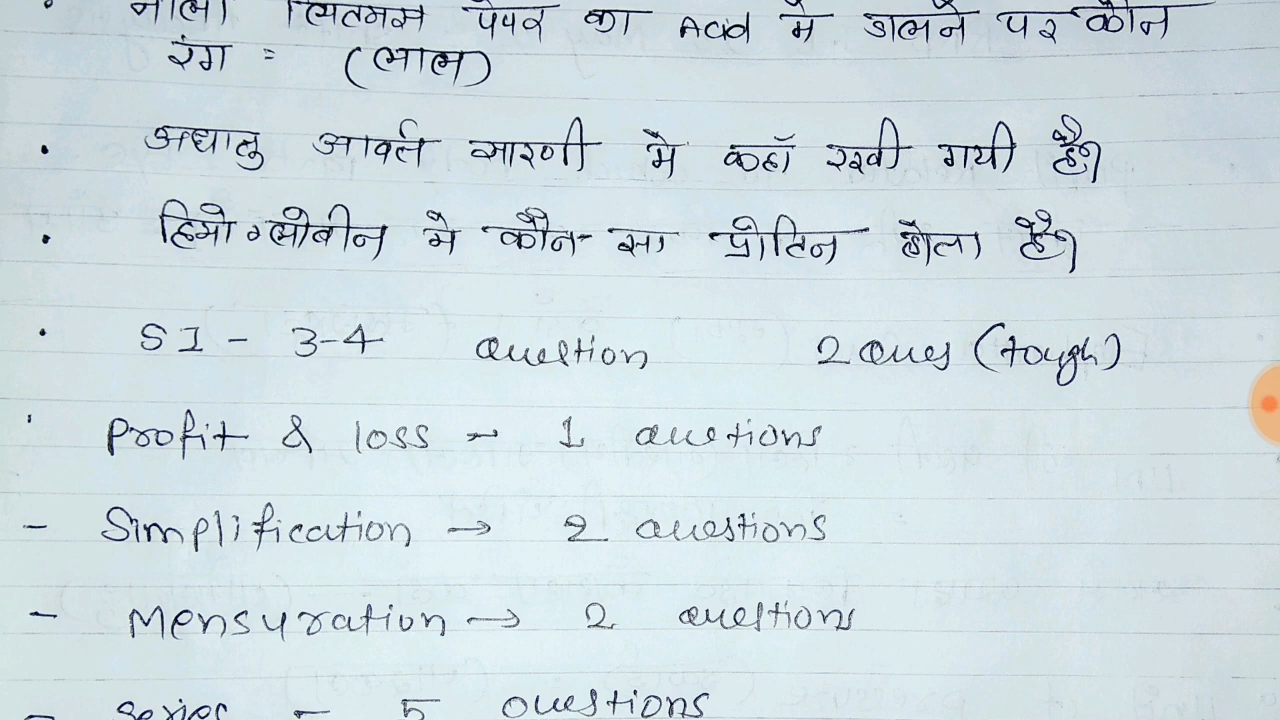 नीला लितमस पेपर का Acid मे डालने पर कौन
रंग = (लाल)
अधातु आवर्त सारणी मे कहाँ रखी गयी है।
हिमोग्लोबीन मे कौन-सा प्रोटिन होता है।
SI - 3-4 Question 2 Ques (tough)
Profit & loss - 1 Questions
- Simplification → 2 Questions
- Mensuration → 2 Questions
- Series - 5 Questions